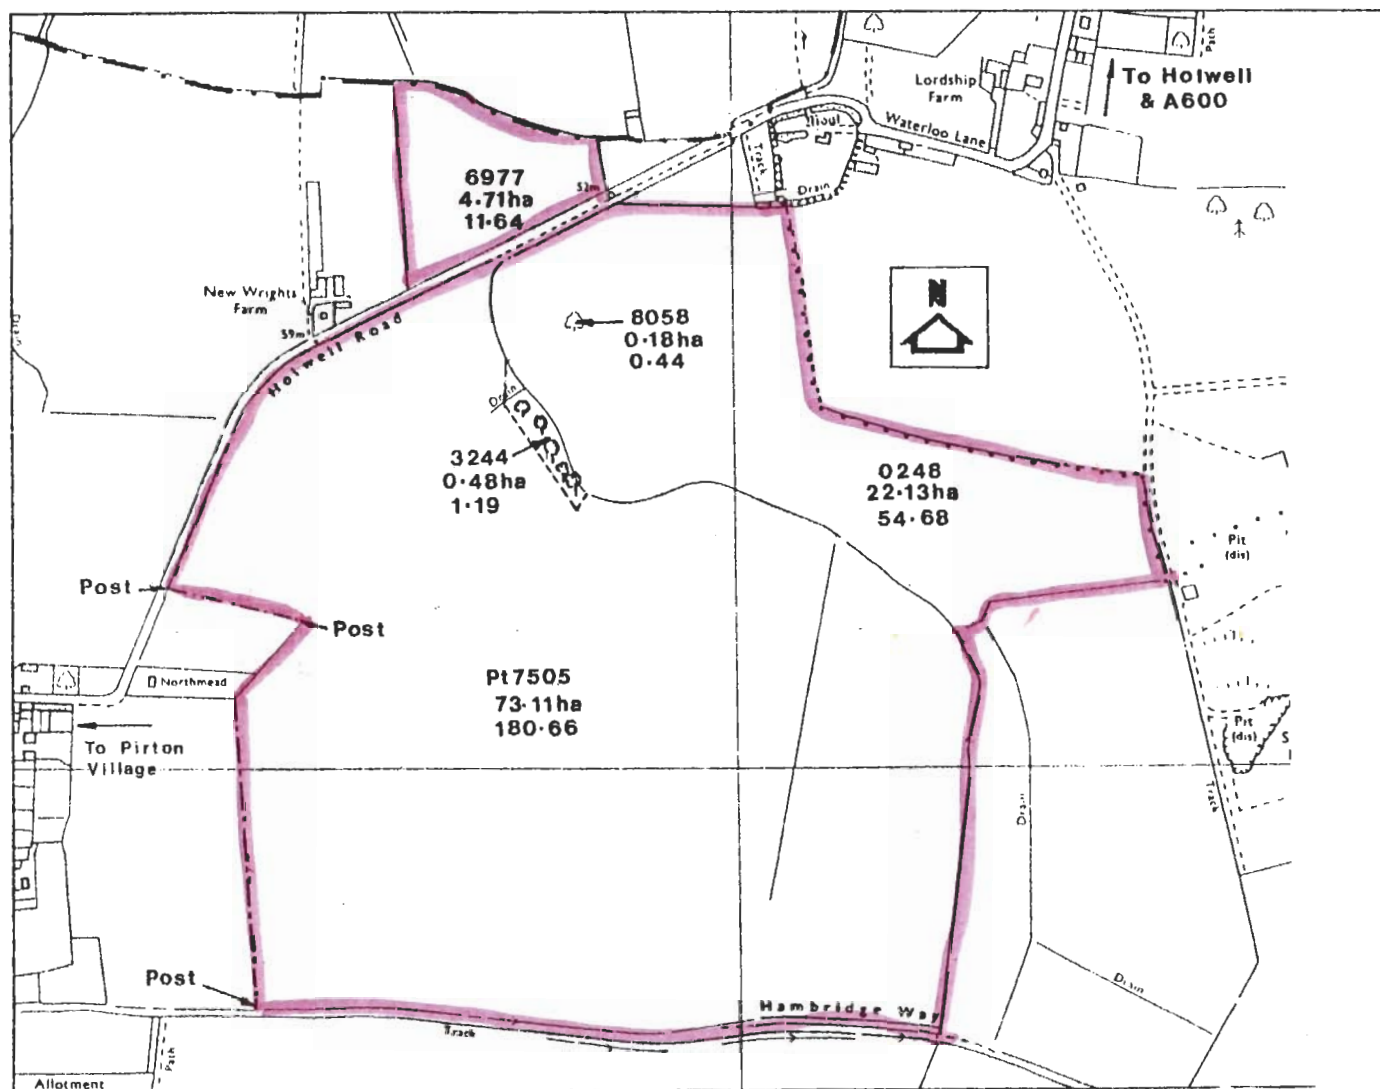 Path
To Holwell
& A600
Lordship
Farm
Waterloo Lane
Moat
Track
Drain
6977
4·71ha
11·64
52m
N
New Wrights
Farm
59m
Holwell Road
8058
0·18ha
0·44
Drain
Drain
3244
0·48ha
1·19
0248
22·13ha
54·68
Pit
(dis)
Post
Post
Northmead
Pt7505
73·11ha
180·66
To Pirton
Village
Pit
(dis)
S
Track
Drain
Post
Drain
Hambridge Way
Track
Path
Allotment